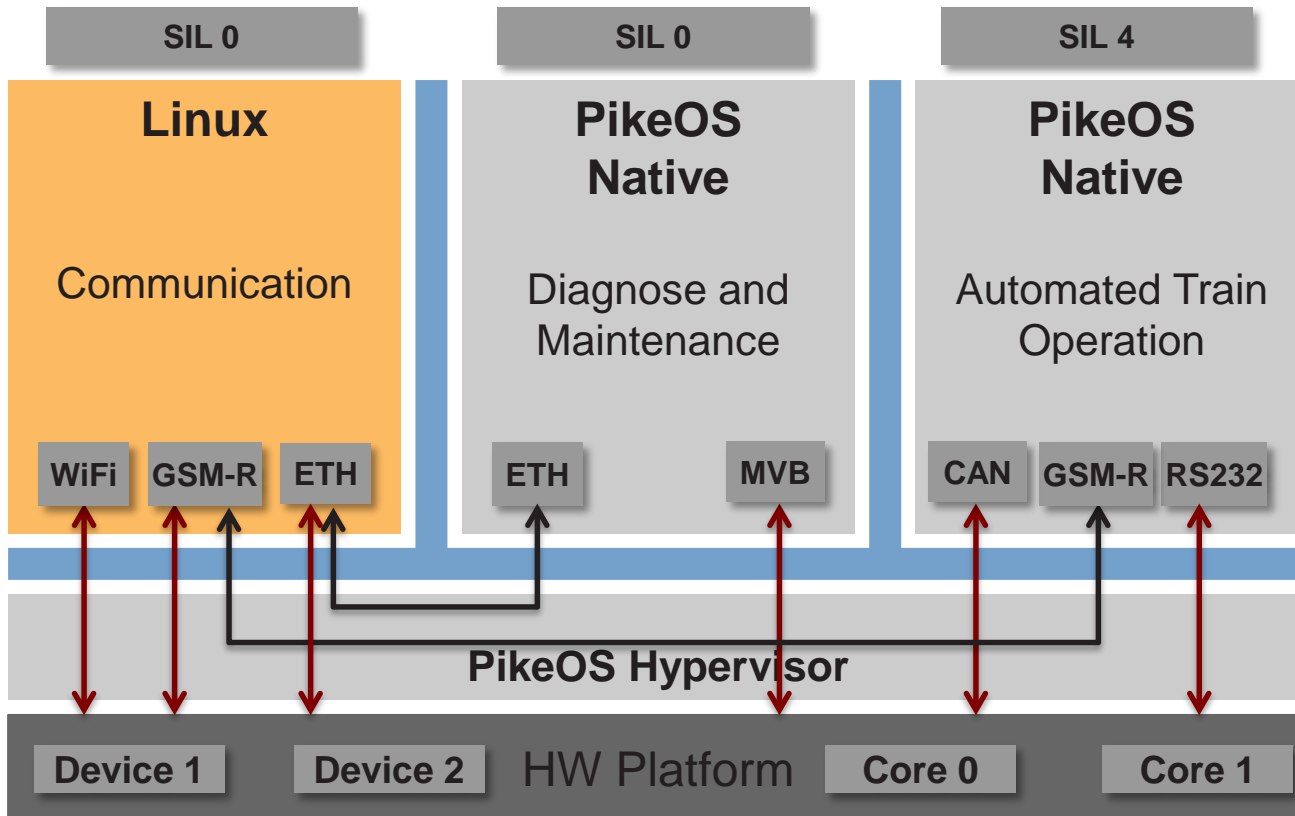 SIL 0
SIL 0
SIL 4
Linux
Communication
PikeOS
Native
Diagnose and
Maintenance
PikeOS
Native
Automated Train
Operation
WiFi
GSM-R
ETH
ETH
MVB
CAN
GSM-R
RS232
PikeOS Hypervisor
Device 1
Device 2
HW Platform
Core 0
Core 1